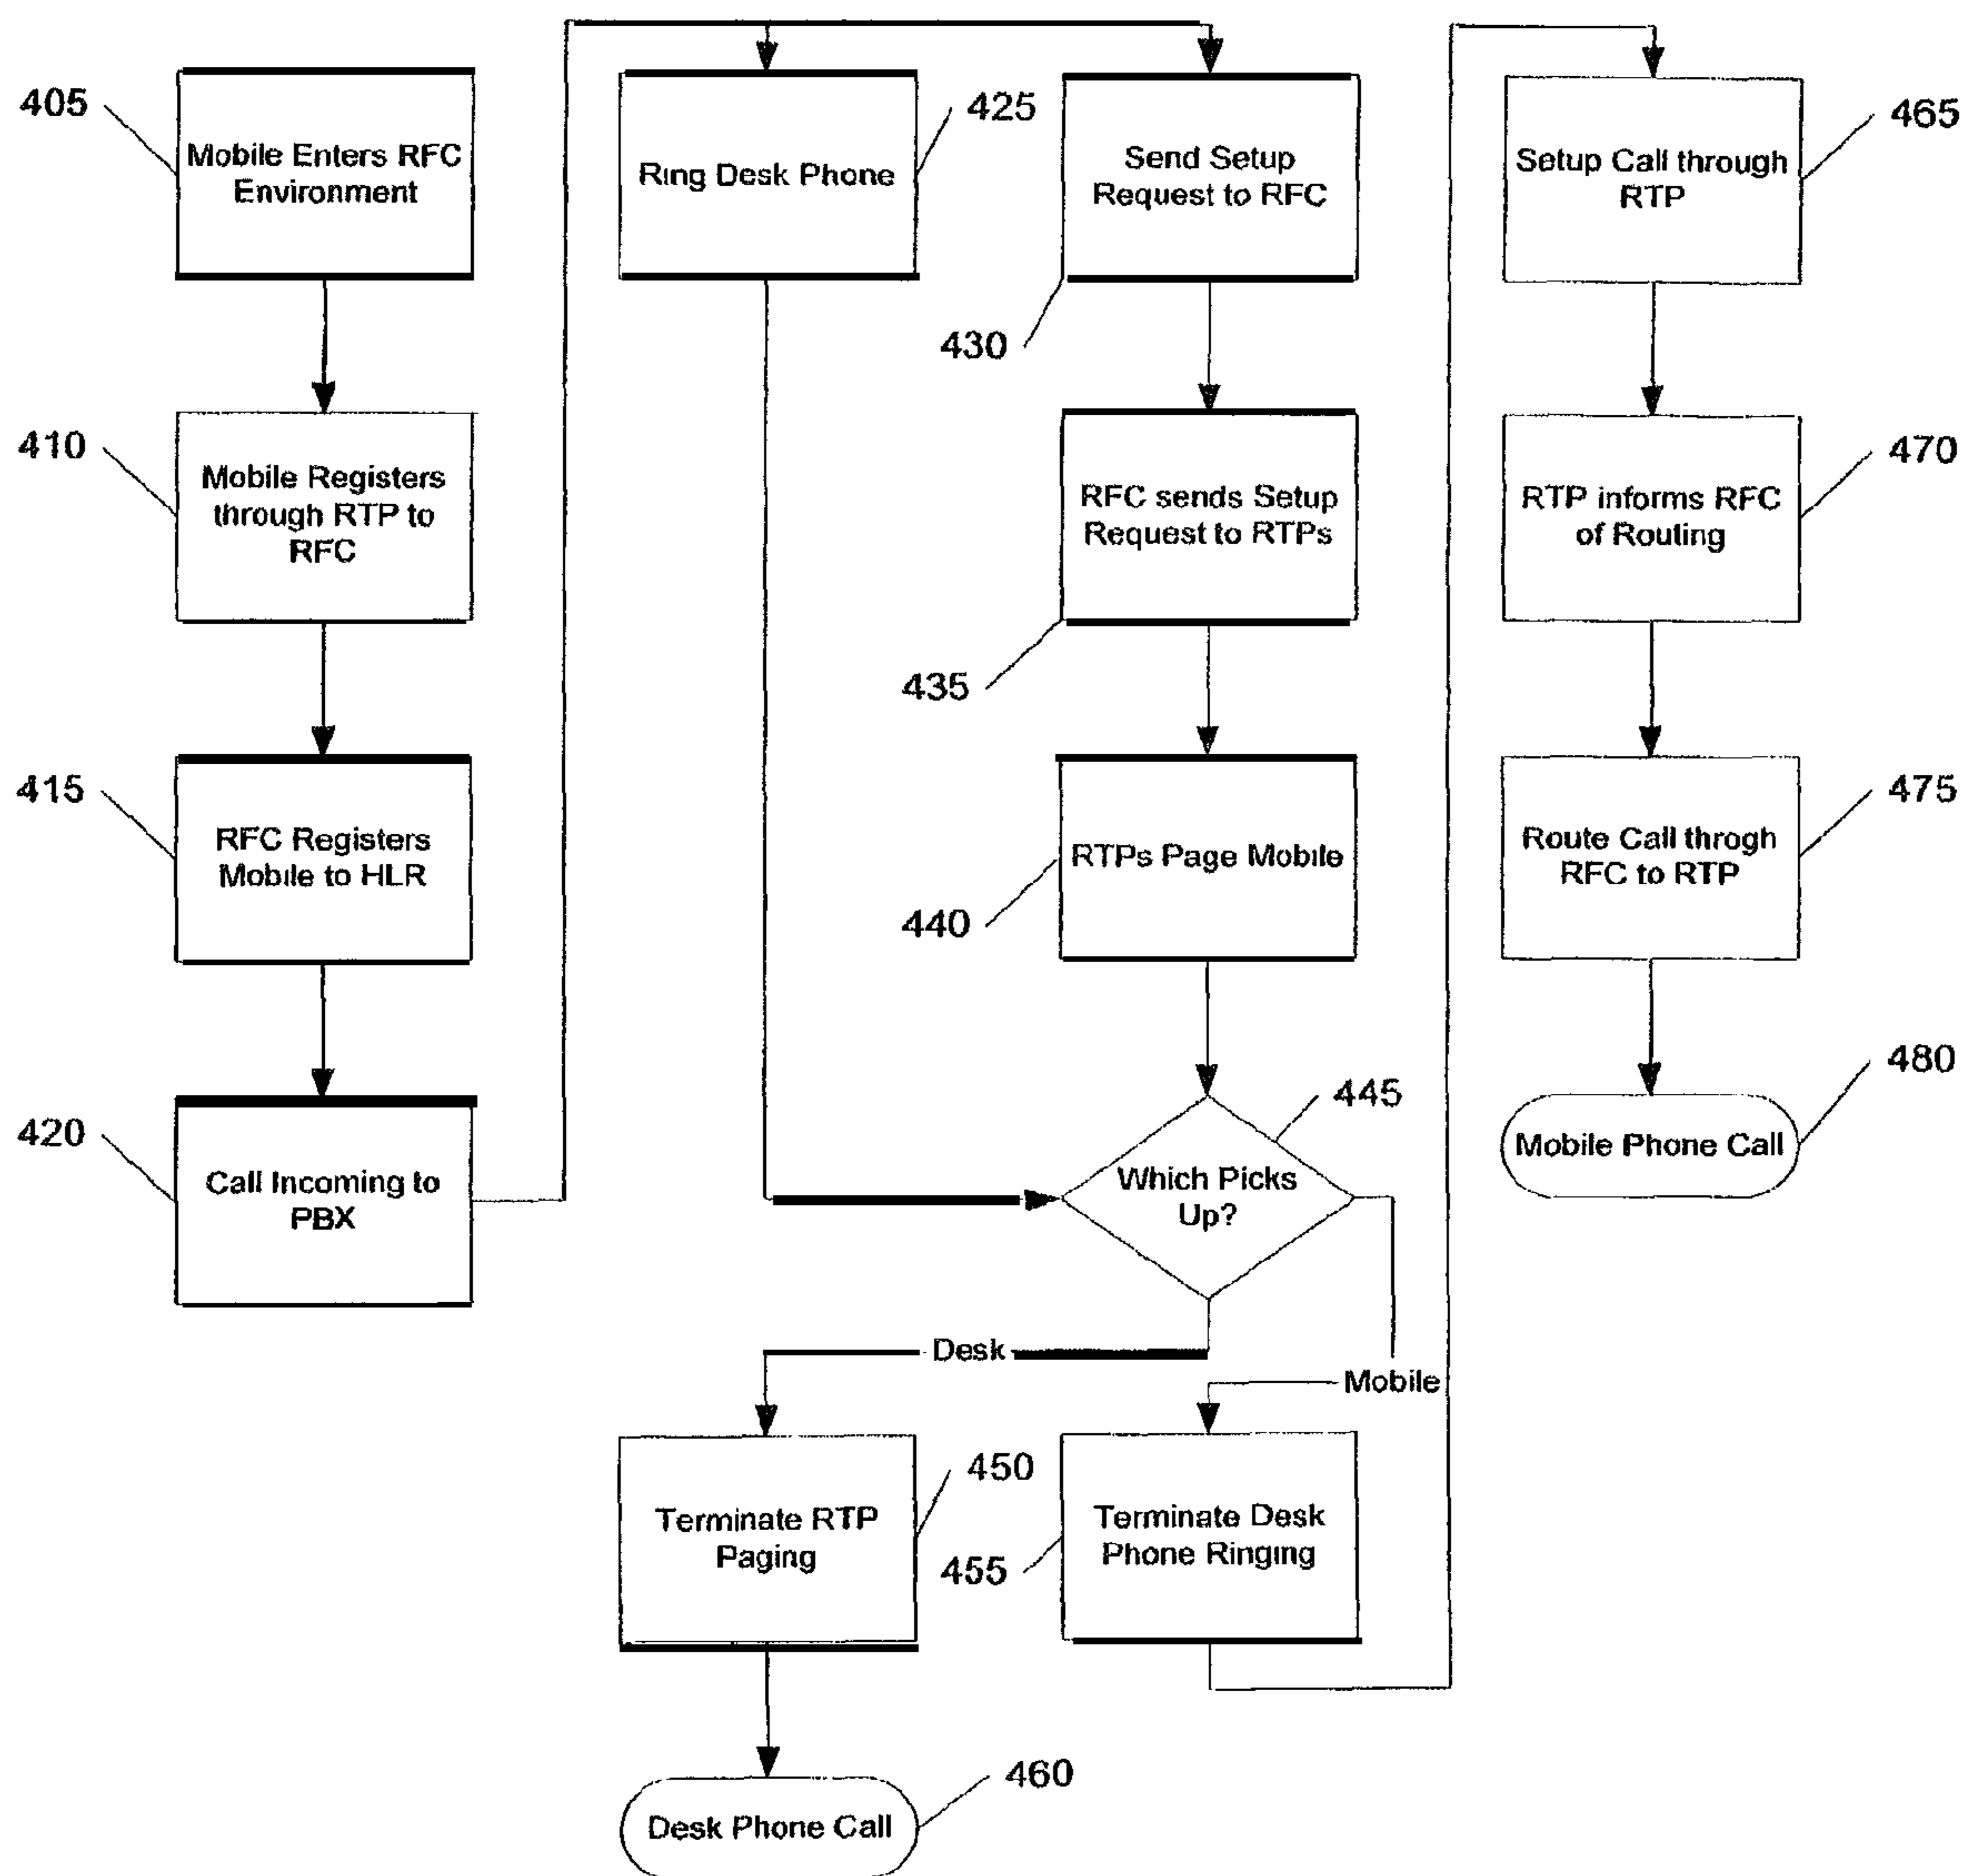 405
Mobile Enters RFC
Environment
410
Mobile Registers
through RTP to
RFC
415
RFC Registers
Mobile to HLR
420
Call Incoming to
PBX
425
Ring Desk Phone
Send Setup
Request to RFC
430
RFC sends Setup
Request to RTPs
435
RTPs Page Mobile
440
445
Which Picks
Up?
Desk
Mobile
450
Terminate RTP
Paging
455
Terminate Desk
Phone Ringing
460
Desk Phone Call
465
Setup Call through
RTP
470
RTP informs RFC
of Routing
475
Route Call throgh
RFC to RTP
480
Mobile Phone Call